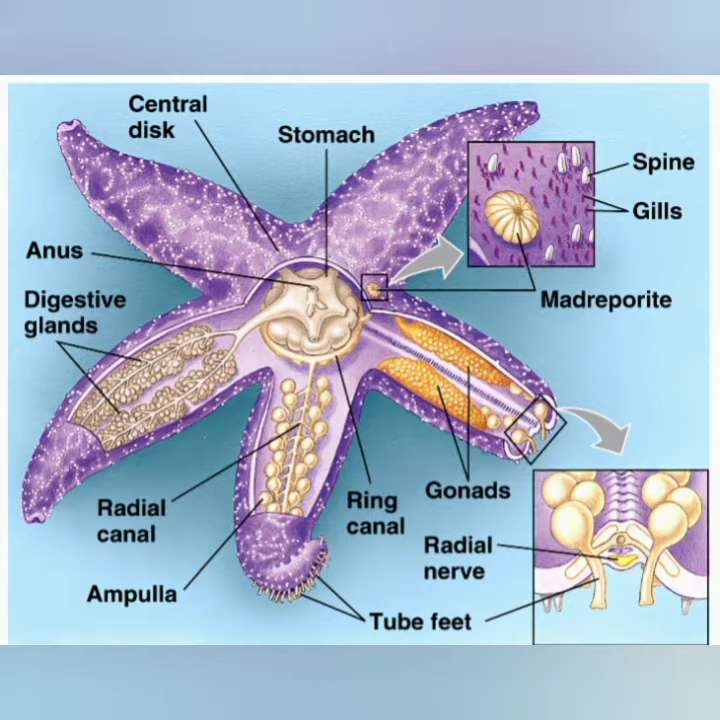 Central
disk
Stomach
Spine
Gills
Anus
Digestive
glands
Madreporite
Radial
canal
Ring
canal
Gonads
Radial
nerve
Ampulla
Tube feet